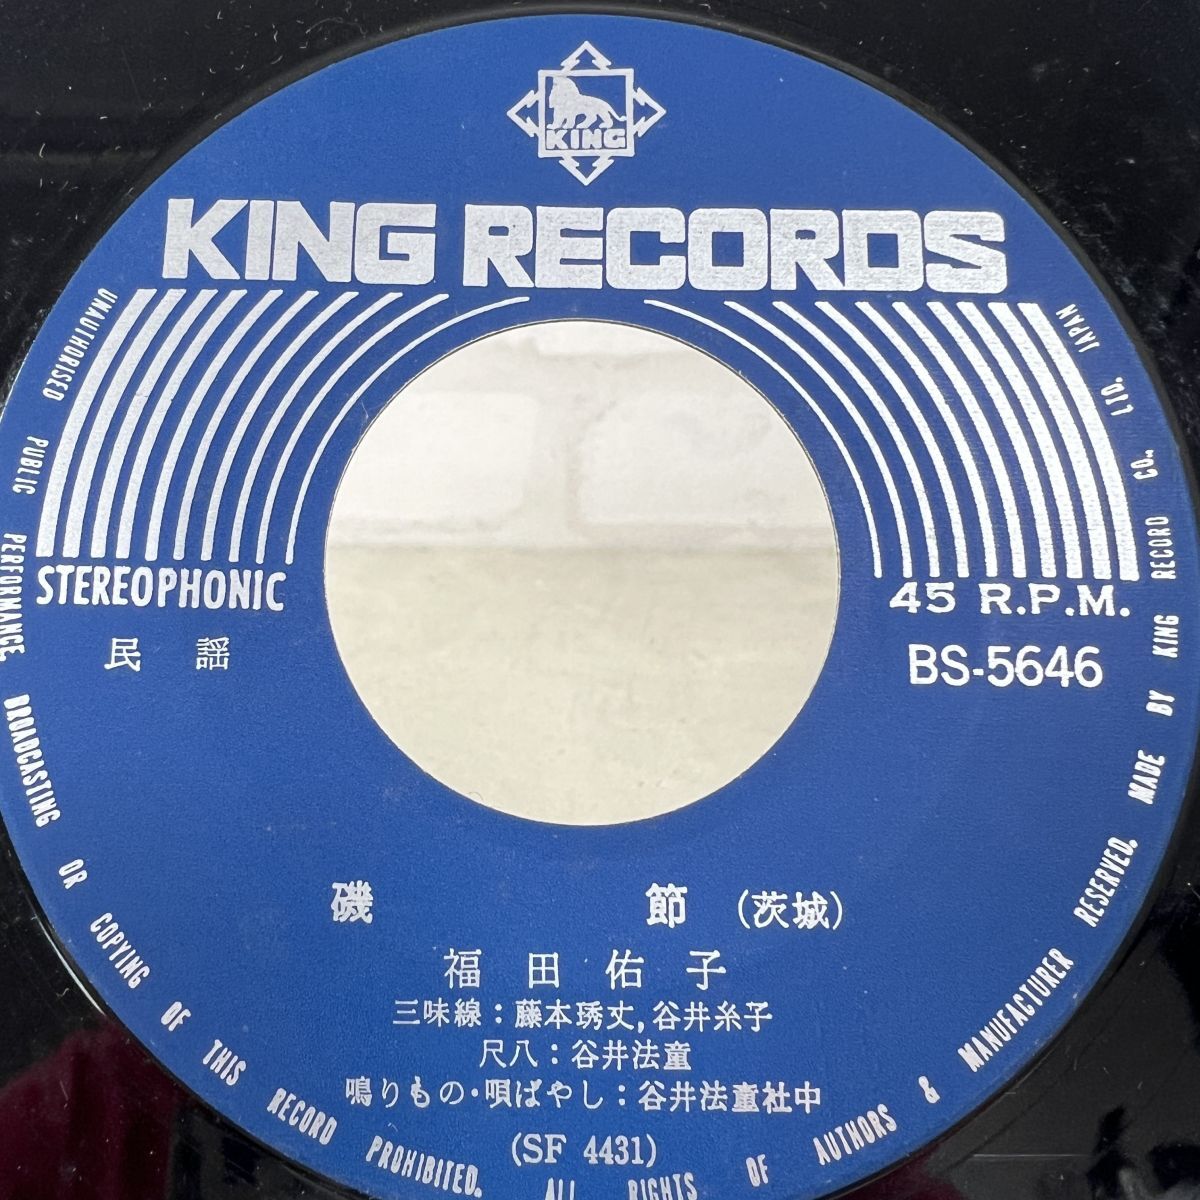 KING
KING RECORDS
STEREOPHONIC
45 R.P.M.
民謡
BS-5646
磯節 (茨城)
福田佑子
三味線:藤本琇丈,谷井糸子
尺八:谷井法童
鳴りもの・唄ばやし:谷井法童社中
(SF 4431)
UNAUTHORISED PUBLIC PERFORMANCE, BROADCASTING OR COPYING OF THIS RECORD PROHIBITED. ALL RIGHTS OF AUTHORS & MANUFACTURER RESERVED. MADE BY KING RECORD CO. LTD. JAPAN